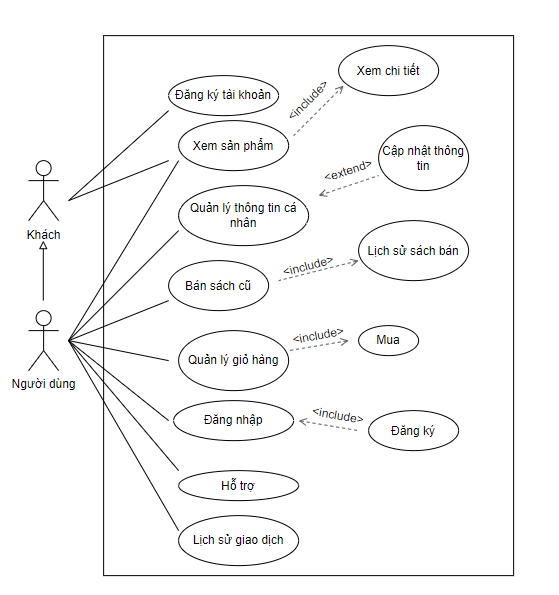 Xem chi tiết
<include>
Đăng ký tài khoản
Xem sản phẩm
Cập nhật thông
tin
<extend>
Khách
Quản lý thông tin cá
nhân
Lịch sử sách bán
<include>
Bán sách cũ
Người dùng
Quản lý giỏ hàng
<include>
Mua
Đăng nhập
<include>
Đăng ký
Hỗ trợ
Lịch sử giao dịch